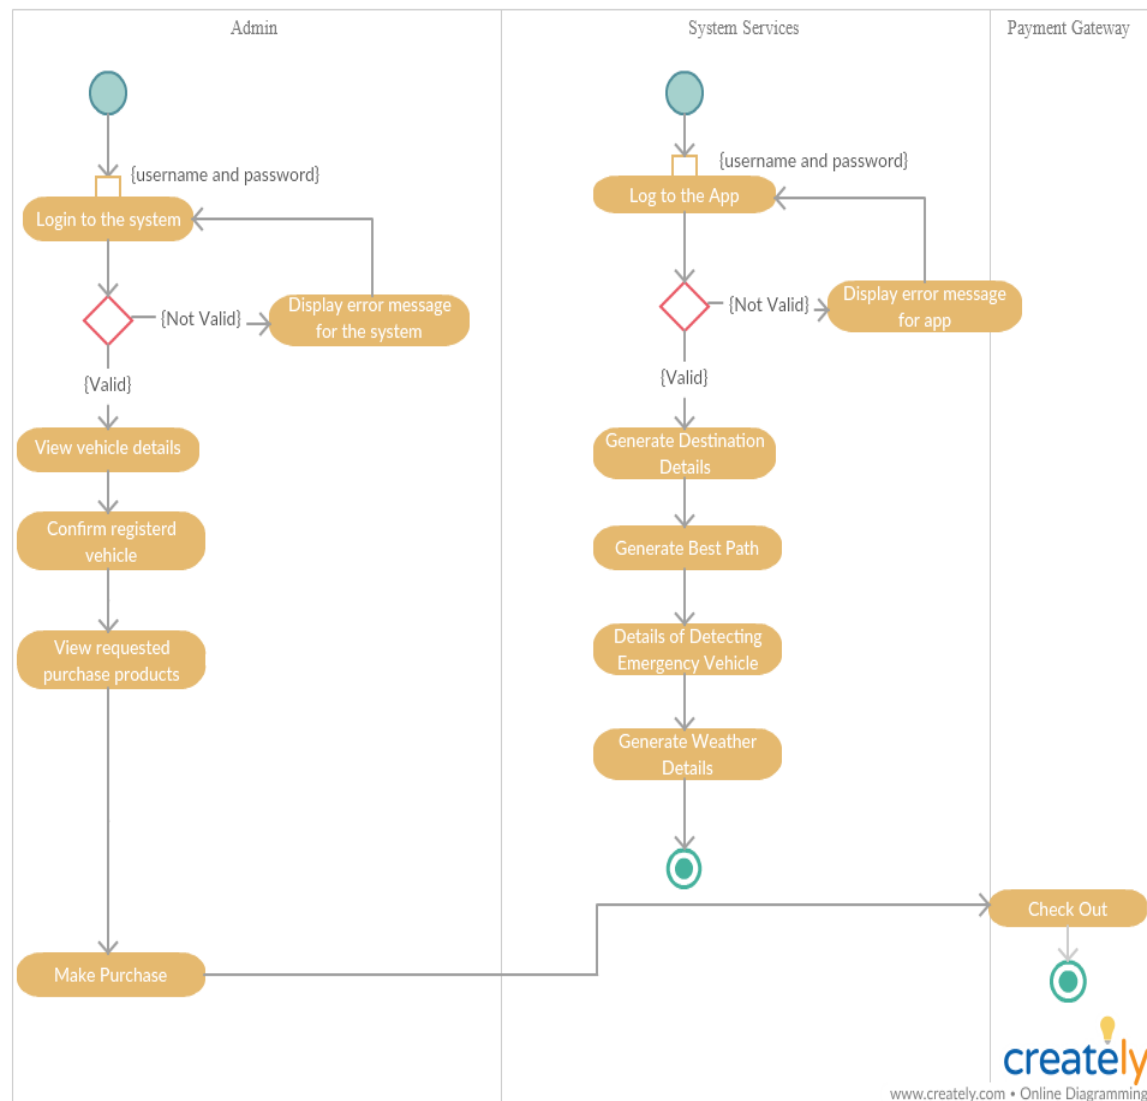 Admin
System Services
Payment Gateway
{username and password}
Login to the system
{Not Valid}
Display error message
for the system
{Valid}
View vehicle details
Confirm registerd
vehicle
View requested
purchase products
Make Purchase
{username and password}
Log to the App
{Not Valid}
Display error message
for app
{Valid}
Generate Destination
Details
Generate Best Path
Details of Detecting
Emergency Vehicle
Generate Weather
Details
Check Out
creately
www.creately.com • Online Diagramming